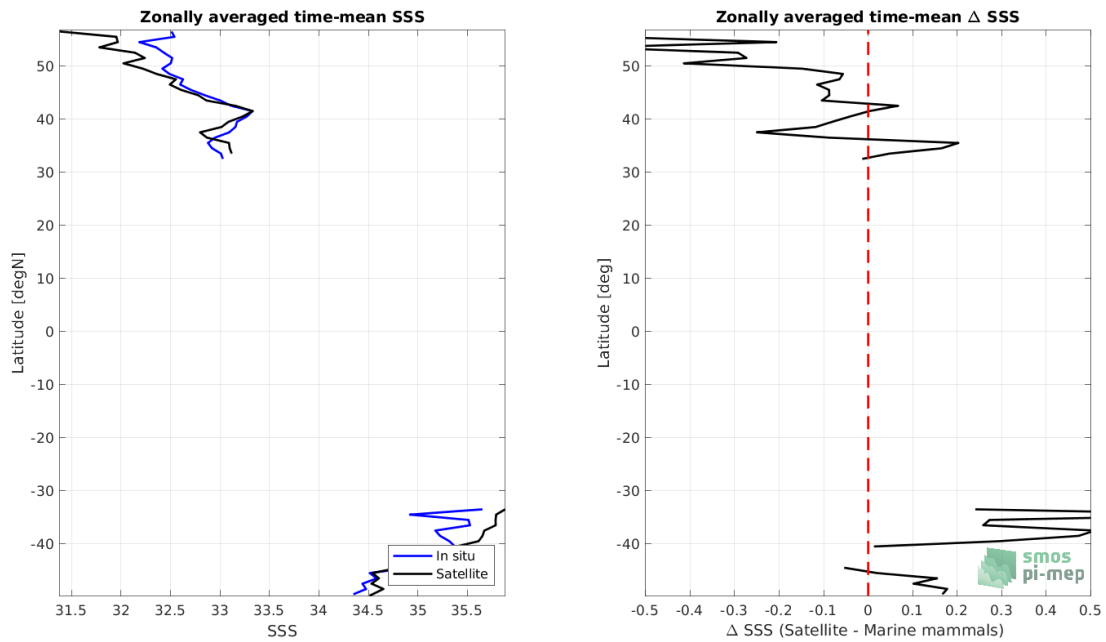 Zonally averaged time-mean SSS
Latitude [degN]
50
40
30
20
10
0
-10
-20
-30
-40
31.5 32 32.5 33 33.5 34 34.5 35 35.5
SSS
In situ
Satellite
Zonally averaged time-mean Δ SSS
Latitude [deg]
50
40
30
20
10
0
-10
-20
-30
-40
-0.5 -0.4 -0.3 -0.2 -0.1 0 0.1 0.2 0.3 0.4 0.5
Δ SSS (Satellite - Marine mammals)
smos
pi-mep